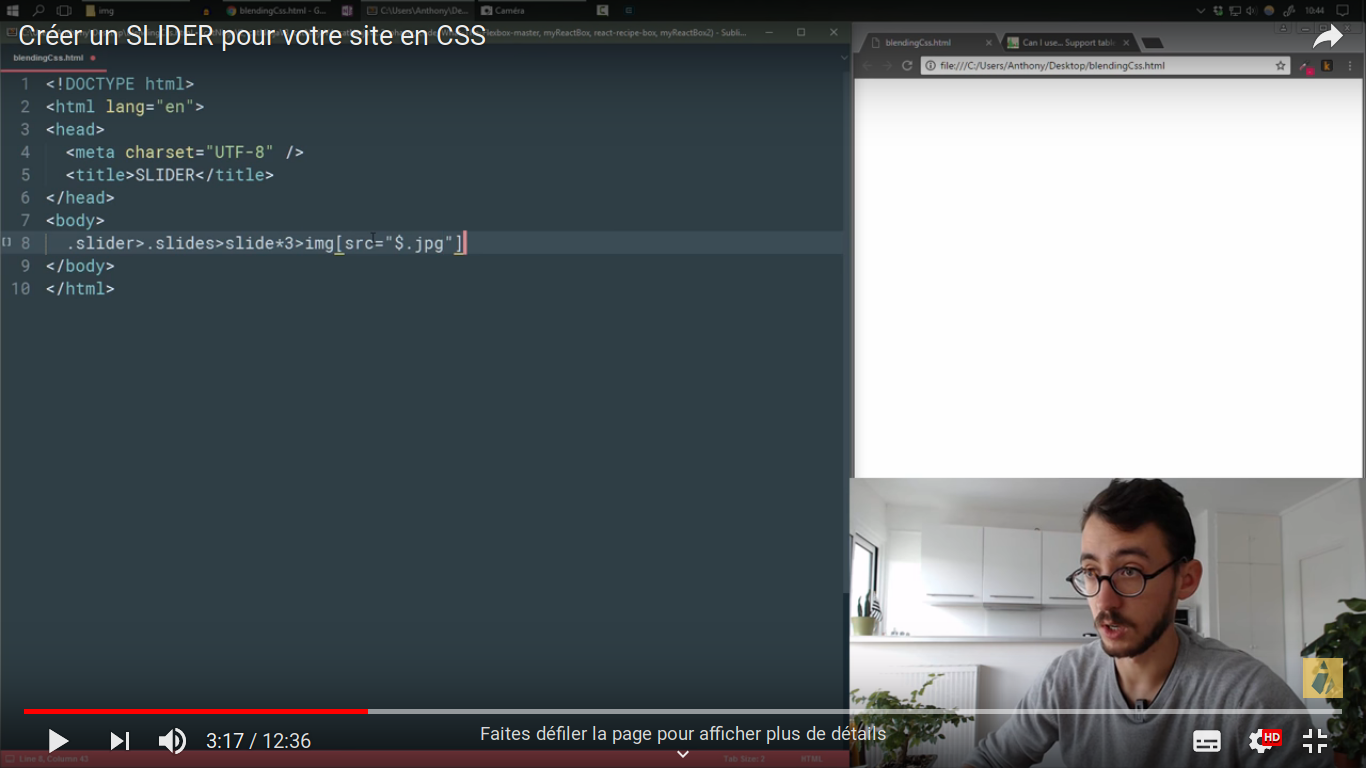 img
blendingCss.html - G...
C:\Users\Anthony\De...
Caméra
10:44
Créer un SLIDER pour votre site en CSS
exbox-master, myReactBox, react-recipe-box, myReactBox2) - Subli...
blendingCss.html
blendingCss.html
Can I use... Support table
file:///C:/Users/Anthony/Desktop/blendingCss.html
1 <!DOCTYPE html>
2 <html lang="en">
3 <head>
4 <meta charset="UTF-8" />
5 <title>SLIDER</title>
6 </head>
7 <body>
8 .slider>.slides>slide*3>img[src="$.jpg"]
9 </body>
10 </html>
3:17 / 12:36
Faites défiler la page pour afficher plus de détails
HD
Line 8, Column 43
Tab Size: 2
HTML